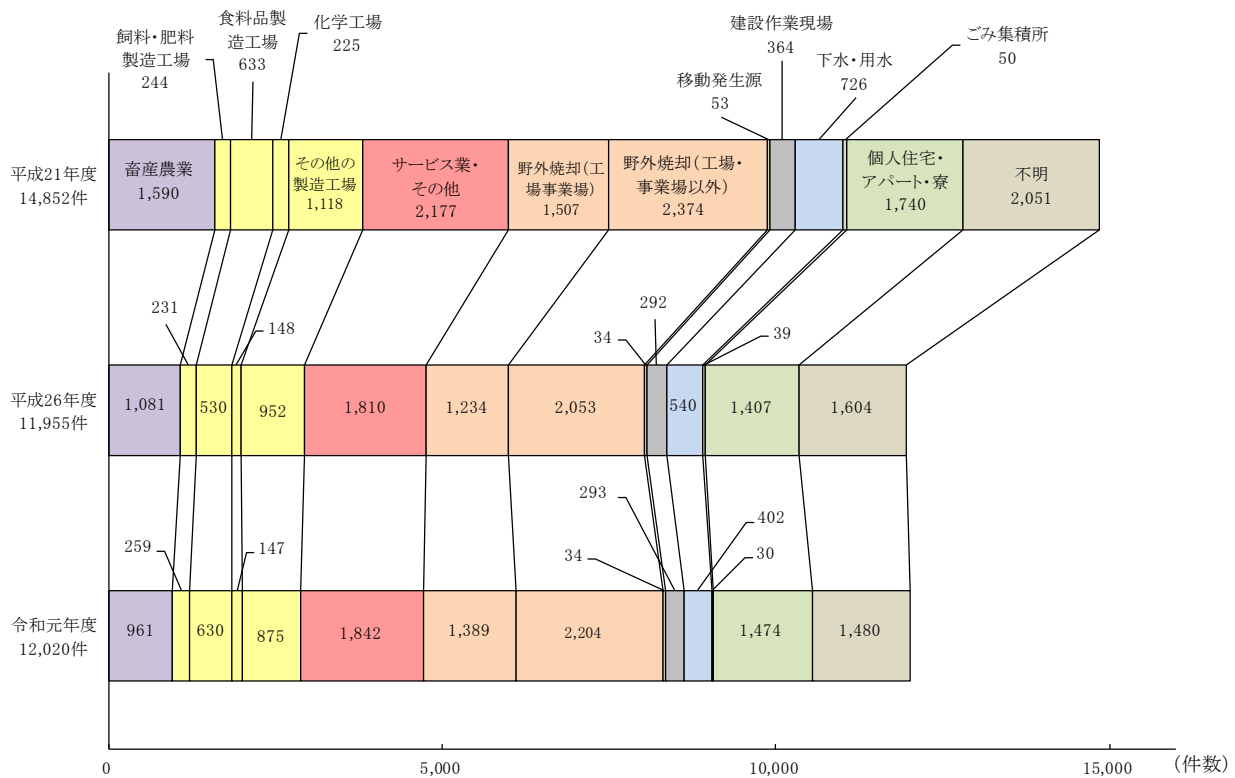 飼料・肥料
製造工場
244
食料品製
造工場
633
化学工場
225
移動発生源
53
建設作業現場
364
下水・用水
726
ごみ集積所
50
平成21年度
14,852件
畜産農業
1,590
その他の
製造工場
1,118
サービス業・
その他
2,177
野外焼却(工
場事業場)
1,507
野外焼却(工場・
事業場以外)
2,374
個人住宅・
アパート・寮
1,740
不明
2,051
231
148
34
292
39
平成26年度
11,955件
1,081
530
952
1,810
1,234
2,053
540
1,407
1,604
259
147
34
293
402
30
令和元年度
12,020件
961
630
875
1,842
1,389
2,204
1,474
1,480
0
5,000
10,000
15,000
(件数)